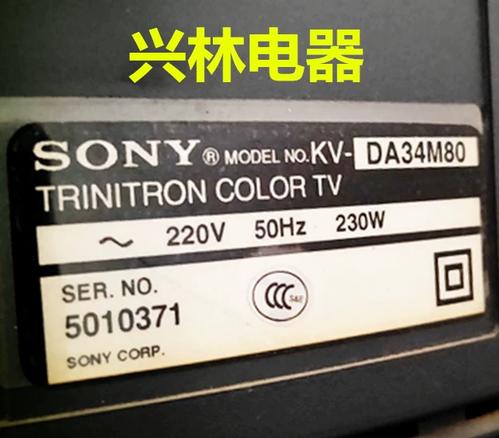 兴林电器
SONY® MODEL NO. KV-DA34M80
TRINITRON COLOR TV
~ 220V 50Hz 230W
SER. NO.
5010371
CCC S&E
SONY CORP.